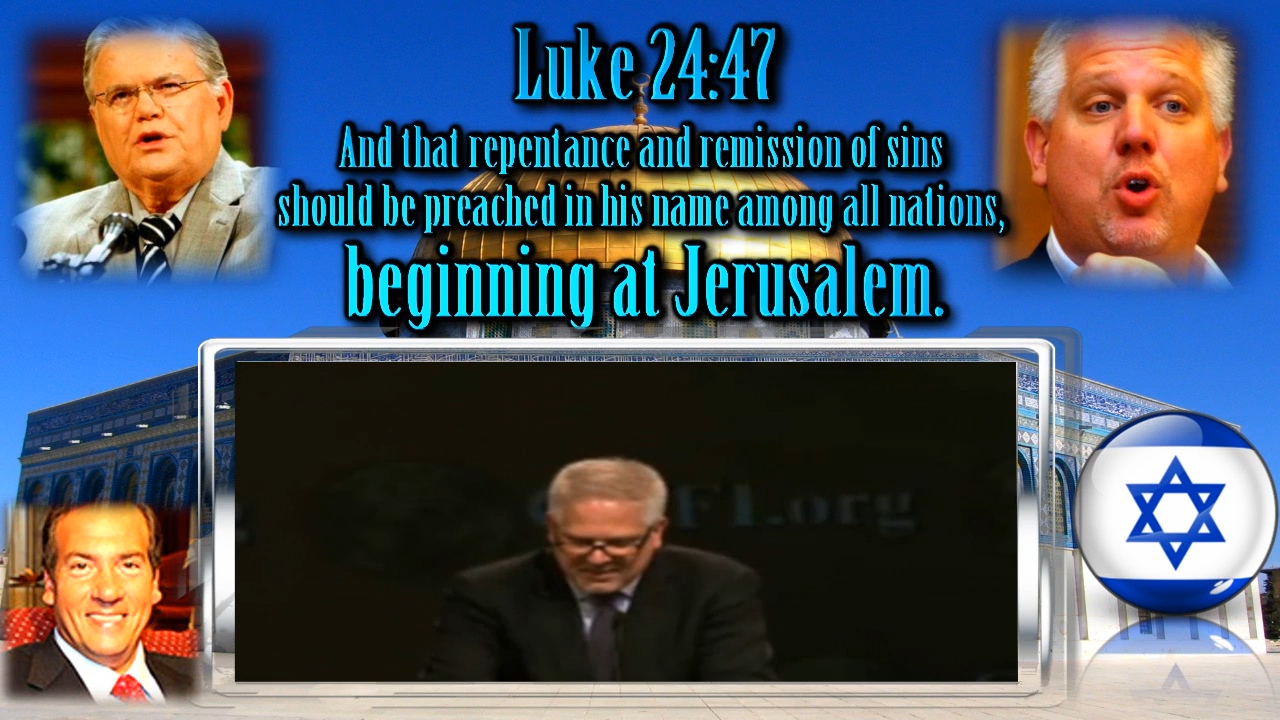 Luke 24:47
And that repentance and remission of sins
should be preached in his name among all nations,
beginning at Jerusalem.